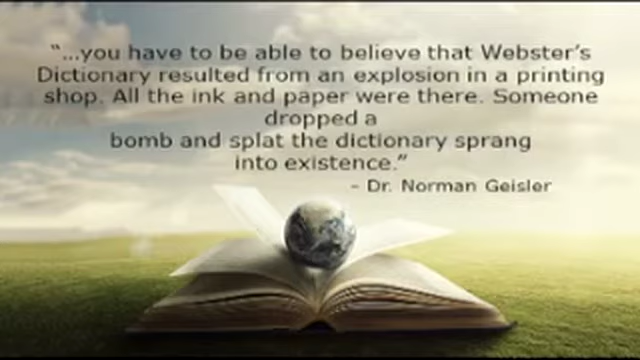 “...you have to be able to believe that Webster’s
Dictionary resulted from an explosion in a printing
shop. All the ink and paper were there. Someone
dropped a
bomb and splat the dictionary sprang
into existence.”
– Dr. Norman Geisler